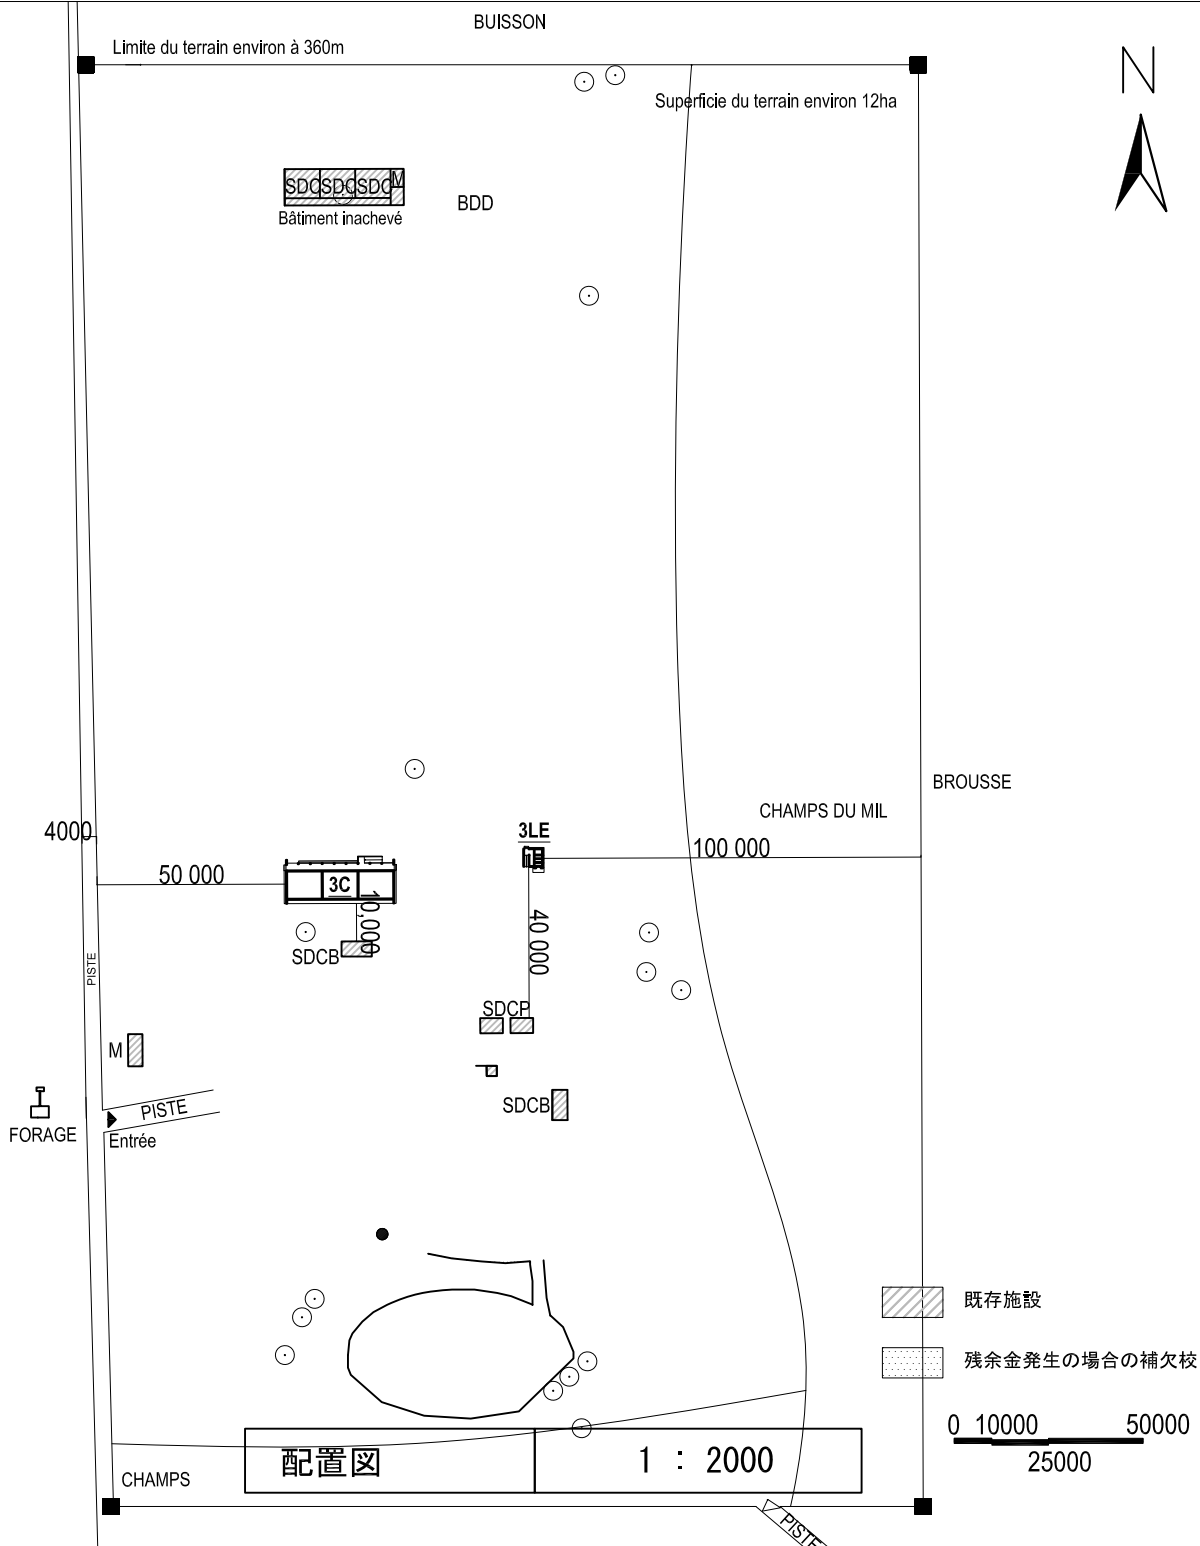 BUISSON
Limite du terrain environ à 360m
N
Superficie du terrain environ 12ha
SDC SDC SDC M
Bâtiment inachevé
BDD
BROUSSE
CHAMPS DU MIL
4000
3LE
100 000
50 000
3C
10,000
40 000
SDCB
PISTE
SDCP
M
SDCB
PISTE
FORAGE
Entrée
既存施設
残余金発生の場合の補欠校
0 10000 50000
25000
配置図
1 : 2000
CHAMPS
PISTE